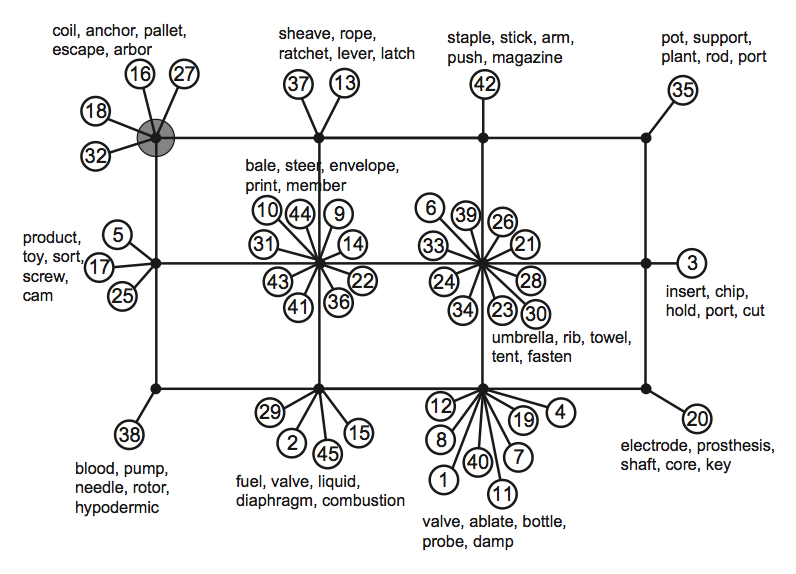 coil, anchor, pallet,
escape, arbor
16
27
18
32
sheave, rope,
ratchet, lever, latch
37
13
staple, stick, arm,
push, magazine
42
pot, support,
plant, rod, port
35
product,
toy, sort,
screw,
cam
5
17
25
bale, steer, envelope,
print, member
10
44
9
31
14
43
22
41
36
6
39
26
33
21
24
28
34
23
30
umbrella, rib, towel,
tent, fasten
3
insert, chip,
hold, port, cut
38
blood, pump,
needle, rotor,
hypodermic
29
2
45
15
fuel, valve, liquid,
diaphragm, combustion
12
4
19
8
40
7
1
11
valve, ablate, bottle,
probe, damp
20
electrode, prosthesis,
shaft, core, key